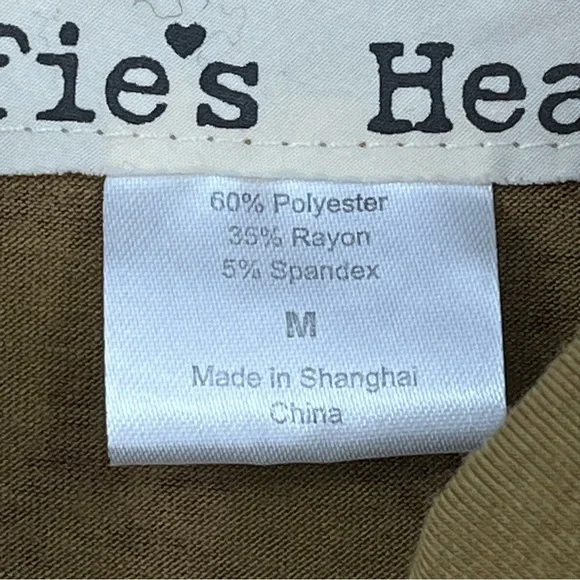 fie's Hea
60% Polyester
35% Rayon
5% Spandex
M
Made in Shanghai
China